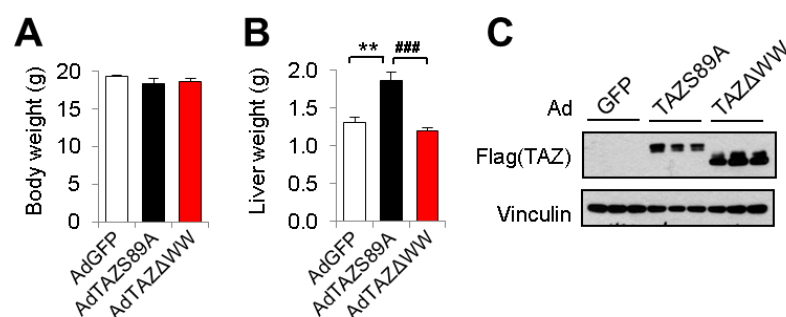 A
Body weight (g)
20
15
10
5
0
AdGFP
AdTAZS89A
AdTAZΔWW
B
Liver weight (g)
2.0
1.5
1.0
0.5
0.0
**
###
AdGFP
AdTAZS89A
AdTAZΔWW
C
Ad
GFP
TAZS89A
TAZΔWW
Flag(TAZ)
Vinculin